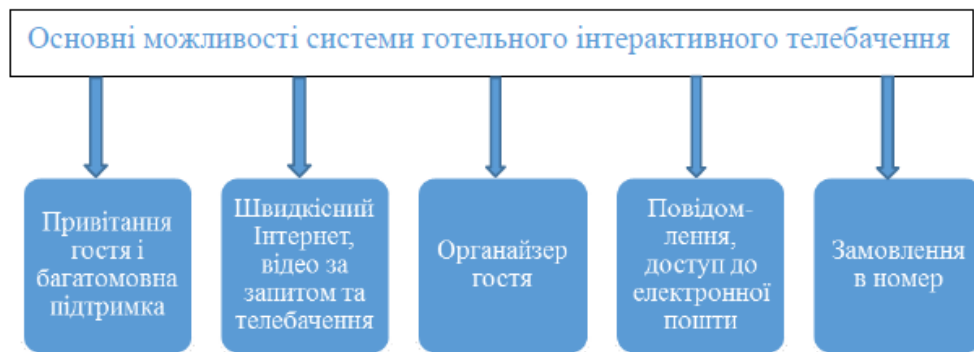 Основні можливості системи готельного інтерактивного телебачення
Привітання
гостя і
багатомовна
підтримка
Швидкісний
Інтернет,
відео за
запитом та
телебачення
Органайзер
гостя
Повідом-
лення,
доступ до
електронної
пошти
Замовлення
в номер